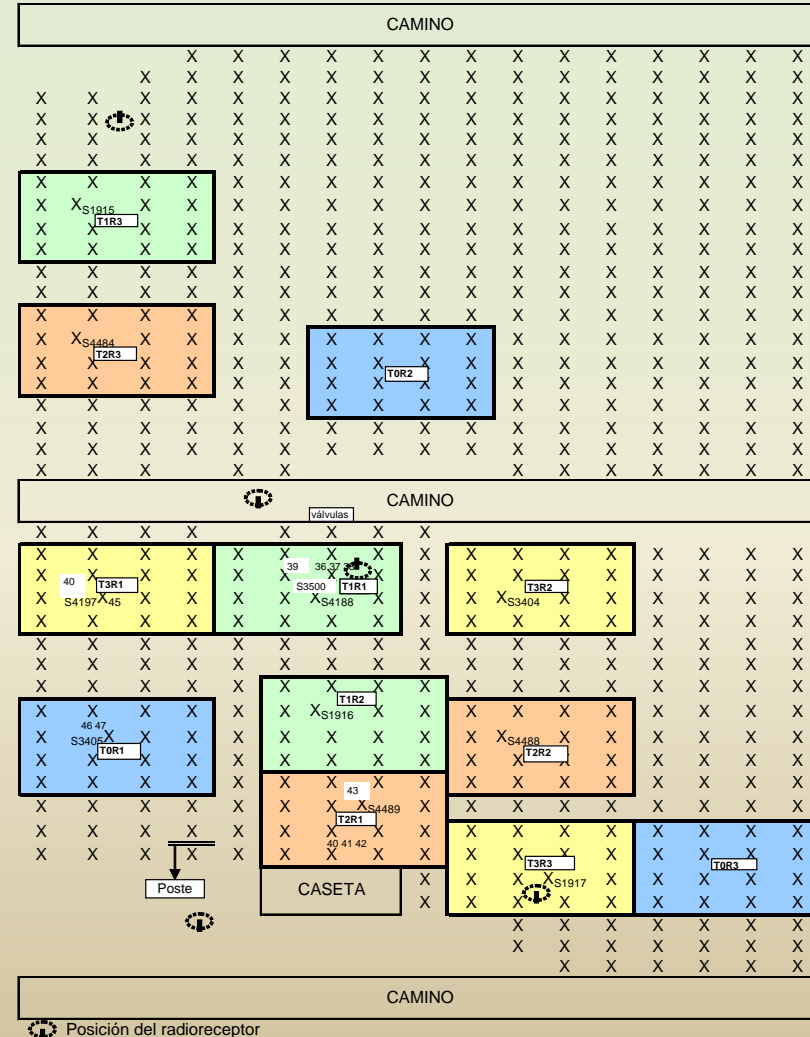 CAMINO
X X X X X X X X X X X X X X
X X X X X X X X X X X X X X X
X X X X X X X X X X X X X X X X X
X X X X X X X X X X X X X X X X X
X X X X X X X X X X X X X X X X X
X X X X X X X X X X X X X X X X X
X X X X X X X X X X X X X X X X X
X S1915 X X X X X X X X X X X X X X X
X X T1R3 X X X X X X X X X X X X X X X
X X X X X X X X X X X X X X X X X
X X X X X X X X X X X X X X X X X
X X X X X X X X X X X X X X X X X
X X X X X X X X X X X X X X X X X
X X S4484 X X X X X X X X X X X X X X X
T2R3
T0R2
X X X X X X X X X X X X X X X X X
X X X X X X X X X X X X X X X X X
X X X X X X X X X X X X X X X X X
X X X X X X X X X X X X X X X X X
X X X X X X X X X X X X
CAMINO
válvulas
X X X X X X X X
39 36 37
40 T3R1 S3500 T1R1 T3R2
S4197 X 45 X S4188 X S3404
T1R2
X S1916
46 47
S3405 X X S4488
T0R1 T2R2
43
X S4489
T2R1
40 41 42
T3R3 T0R3
X S1917
Poste
CASETA
X X X X X X X
X X X X X X X
X X X X X X
CAMINO
Posición del radioreceptor